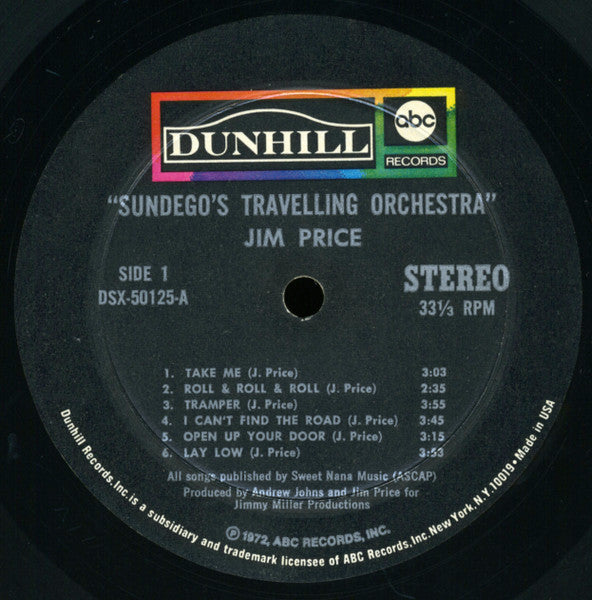 DUNHILL
abc
RECORDS
"SUNDEGO'S TRAVELLING ORCHESTRA"
JIM PRICE
SIDE 1
DSX-50125-A
STEREO
33⅓ RPM
1. TAKE ME (J. Price) 3:03
2. ROLL & ROLL & ROLL (J. Price) 2:35
3. TRAMPER (J. Price) 3:55
4. I CAN'T FIND THE ROAD (J. Price) 3:45
5. OPEN UP YOUR DOOR (J. Price) 3:15
6. LAY LOW (J. Price) 3:53
All songs published by Sweet Nana Music (ASCAP)
Produced by Andrew Johns and Jim Price for
Jimmy Miller Productions
Ⓟ1972, ABC RECORDS, INC.
Dunhill Records, Inc. is a subsidiary and trademark licensee of ABC Records, Inc. New York, N.Y. 10019 • Made in USA